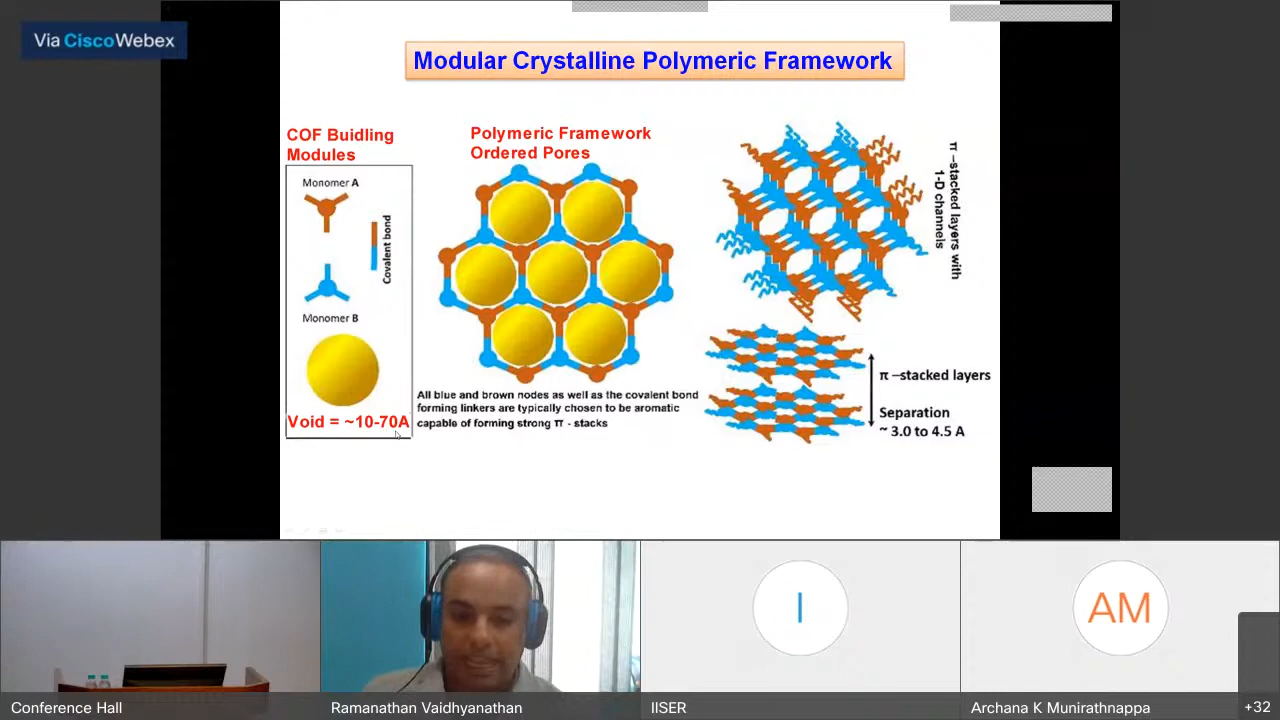 Via Cisco Webex
Modular Crystalline Polymeric Framework
COF Buidling
Modules
Monomer A
Covalent bond
Monomer B
Void = ~10-70A
Polymeric Framework
Ordered Pores
All blue and brown nodes as well as the covalent bond
forming linkers are typically chosen to be aromatic
capable of forming strong π - stacks
π –stacked layers with
1-D channels
π –stacked layers
Separation
~ 3.0 to 4.5 A
I
AM
Conference Hall
Ramanathan Vaidhyanathan
IISER
Archana K Munirathnappa
+32